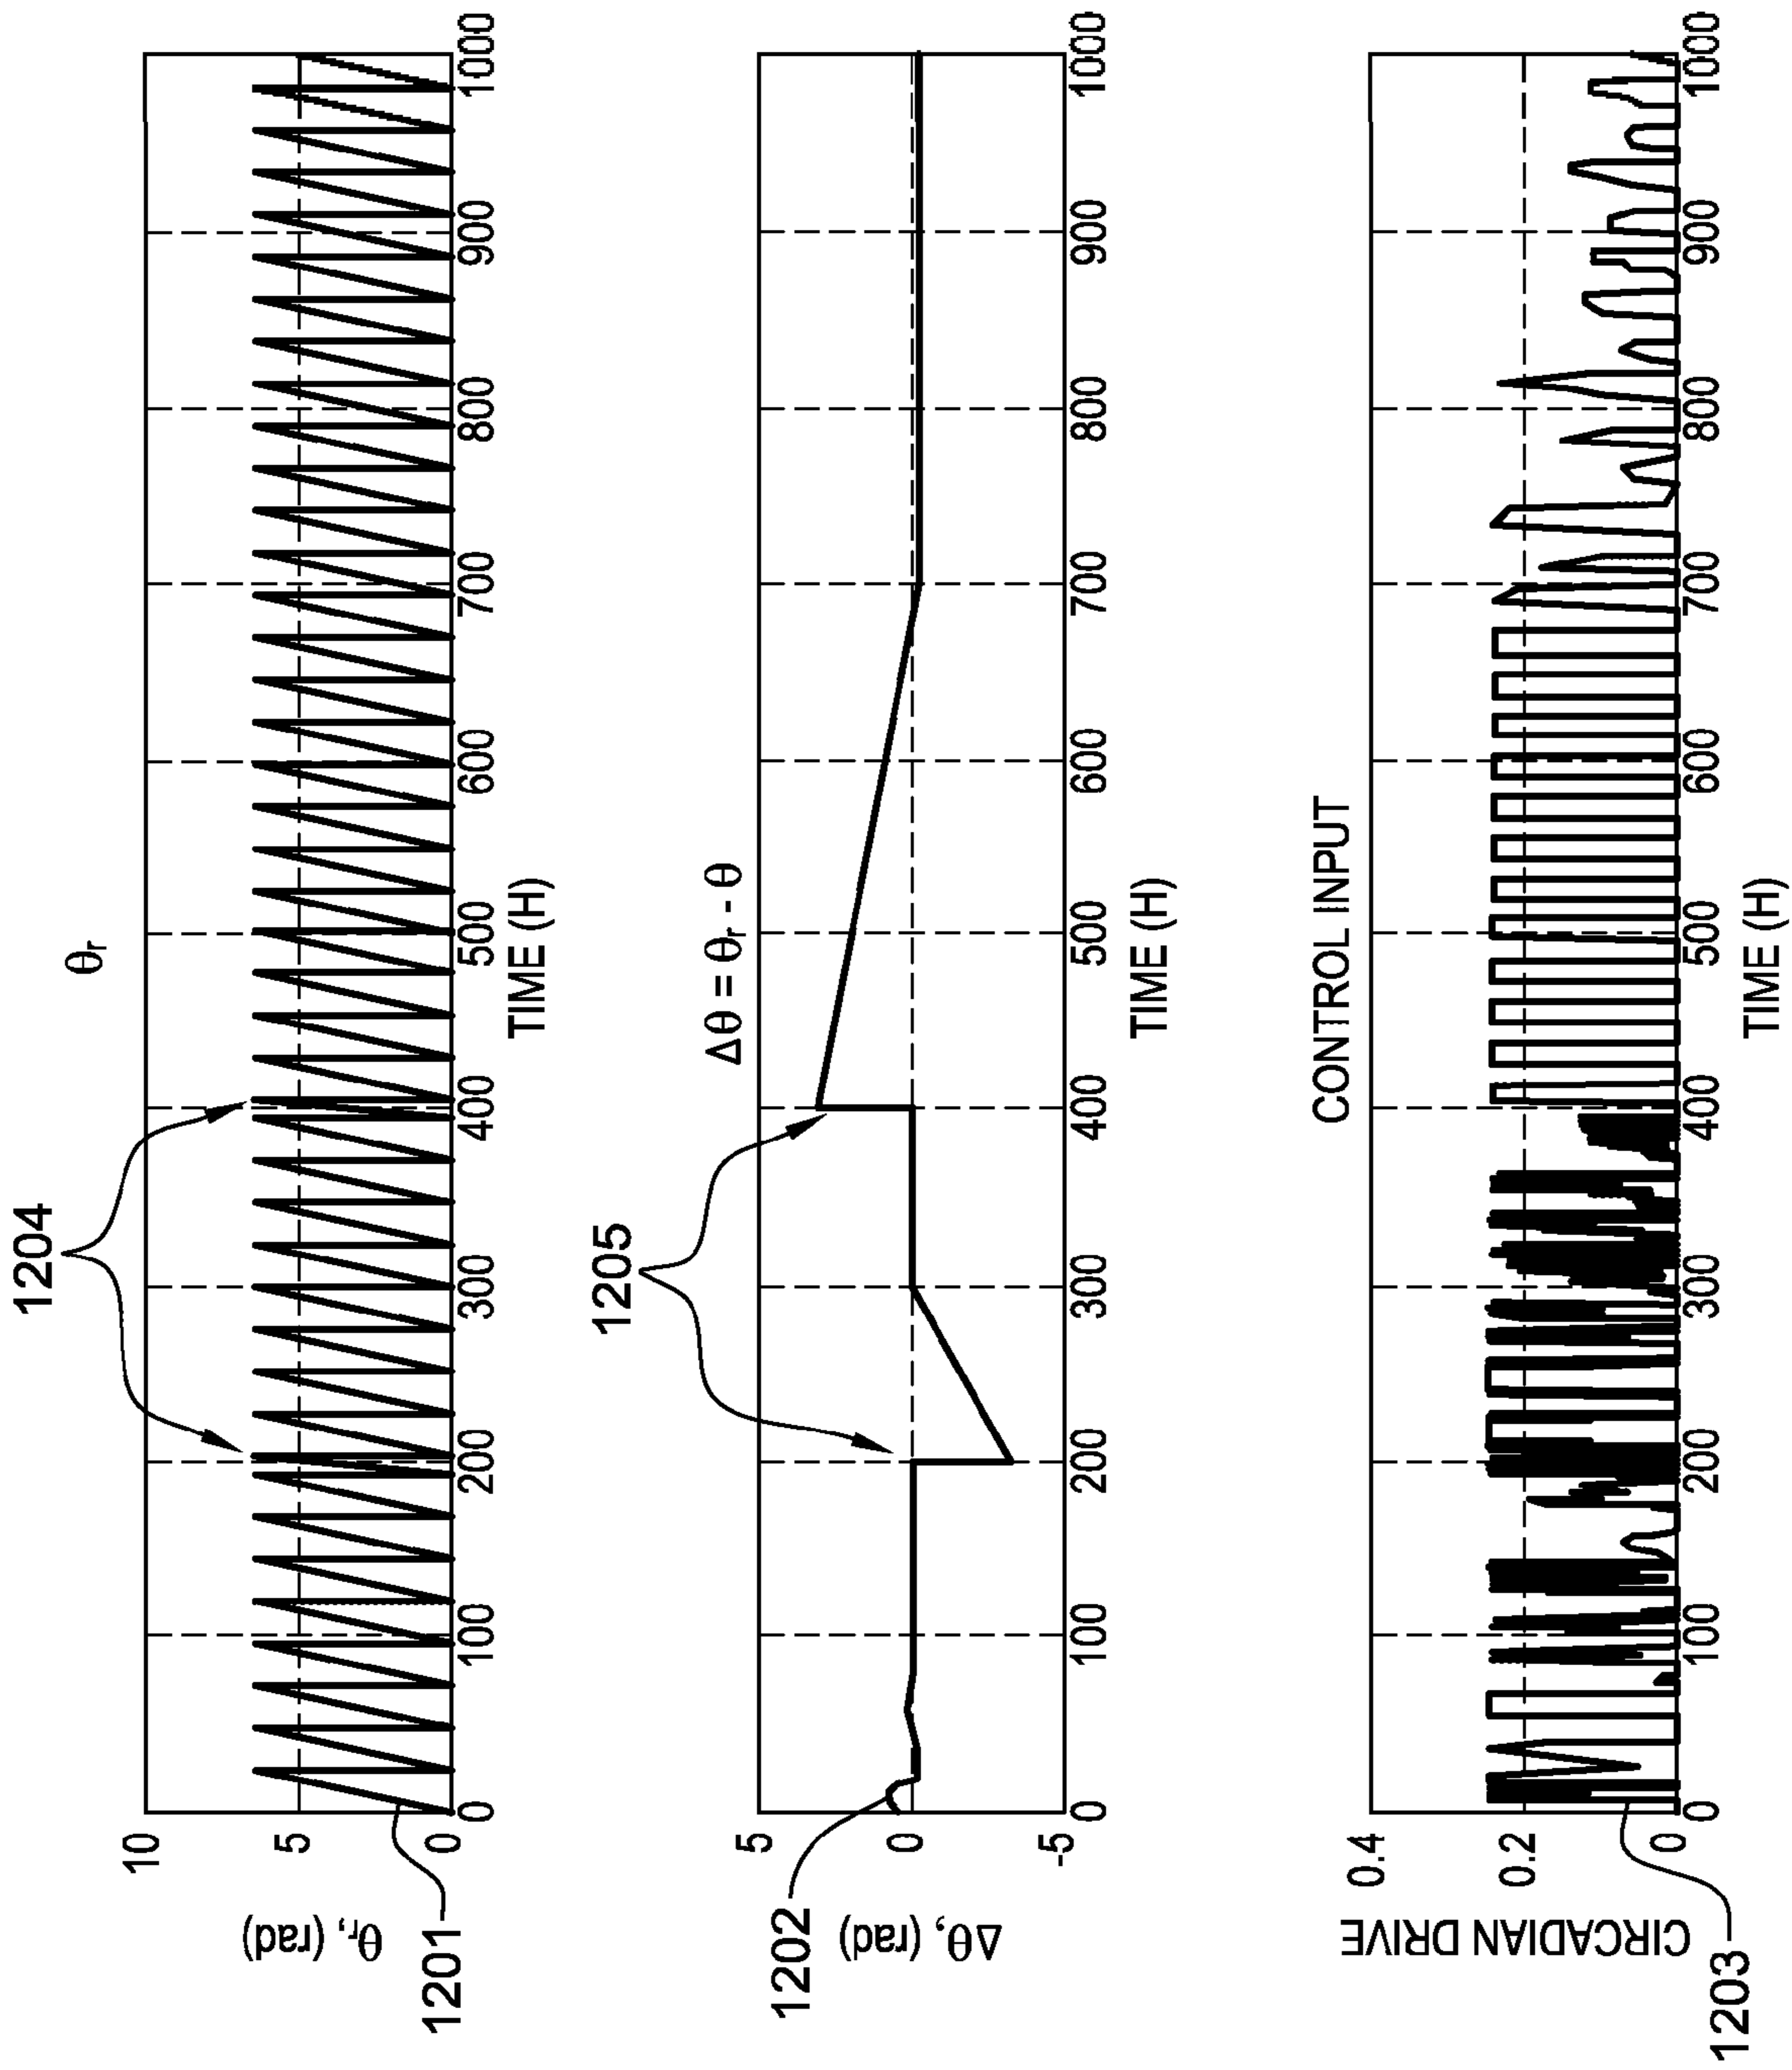 1204
θr
10
5
0
θr, (rad)
1201
0 100 200 300 400 500 600 700 800 900 1000
TIME (H)
1205
Δθ = θr - θ
5
0
-5
Δθ, (rad)
1202
0 100 200 300 400 500 600 700 800 900 1000
TIME (H)
CONTROL INPUT
0.4
0.2
0
CIRCADIAN DRIVE
1203
0 100 200 300 400 500 600 700 800 900 1000
TIME (H)